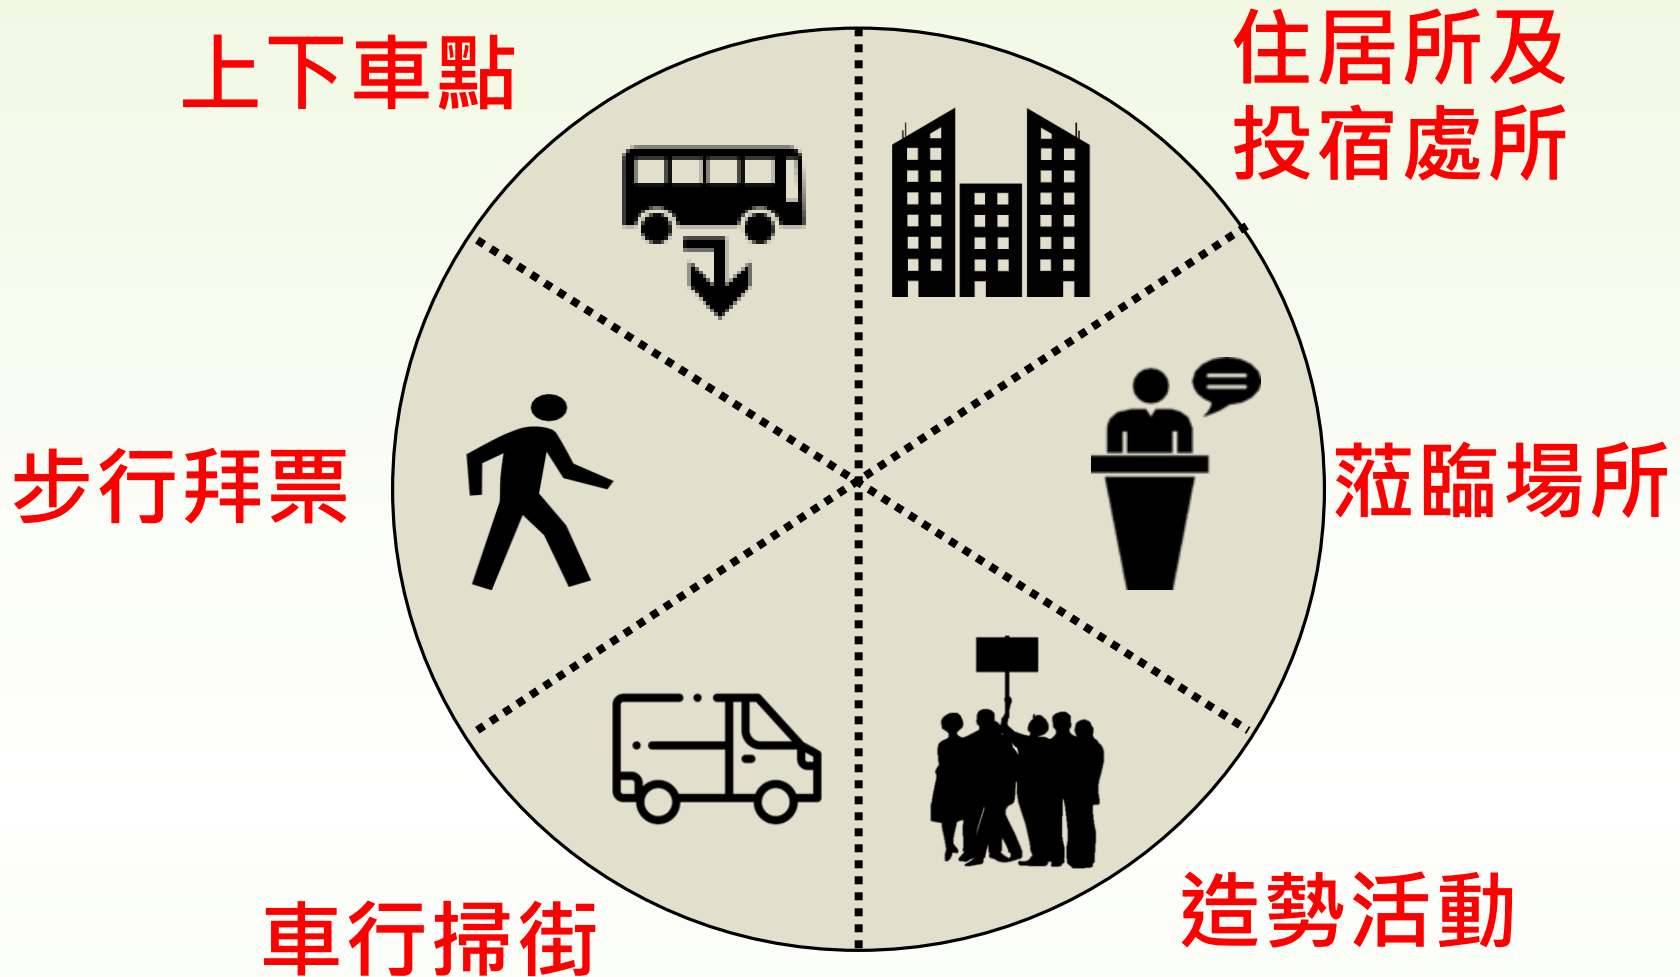 上下車點
住居所及
投宿處所
步行拜票
蒞臨場所
車行掃街
造勢活動